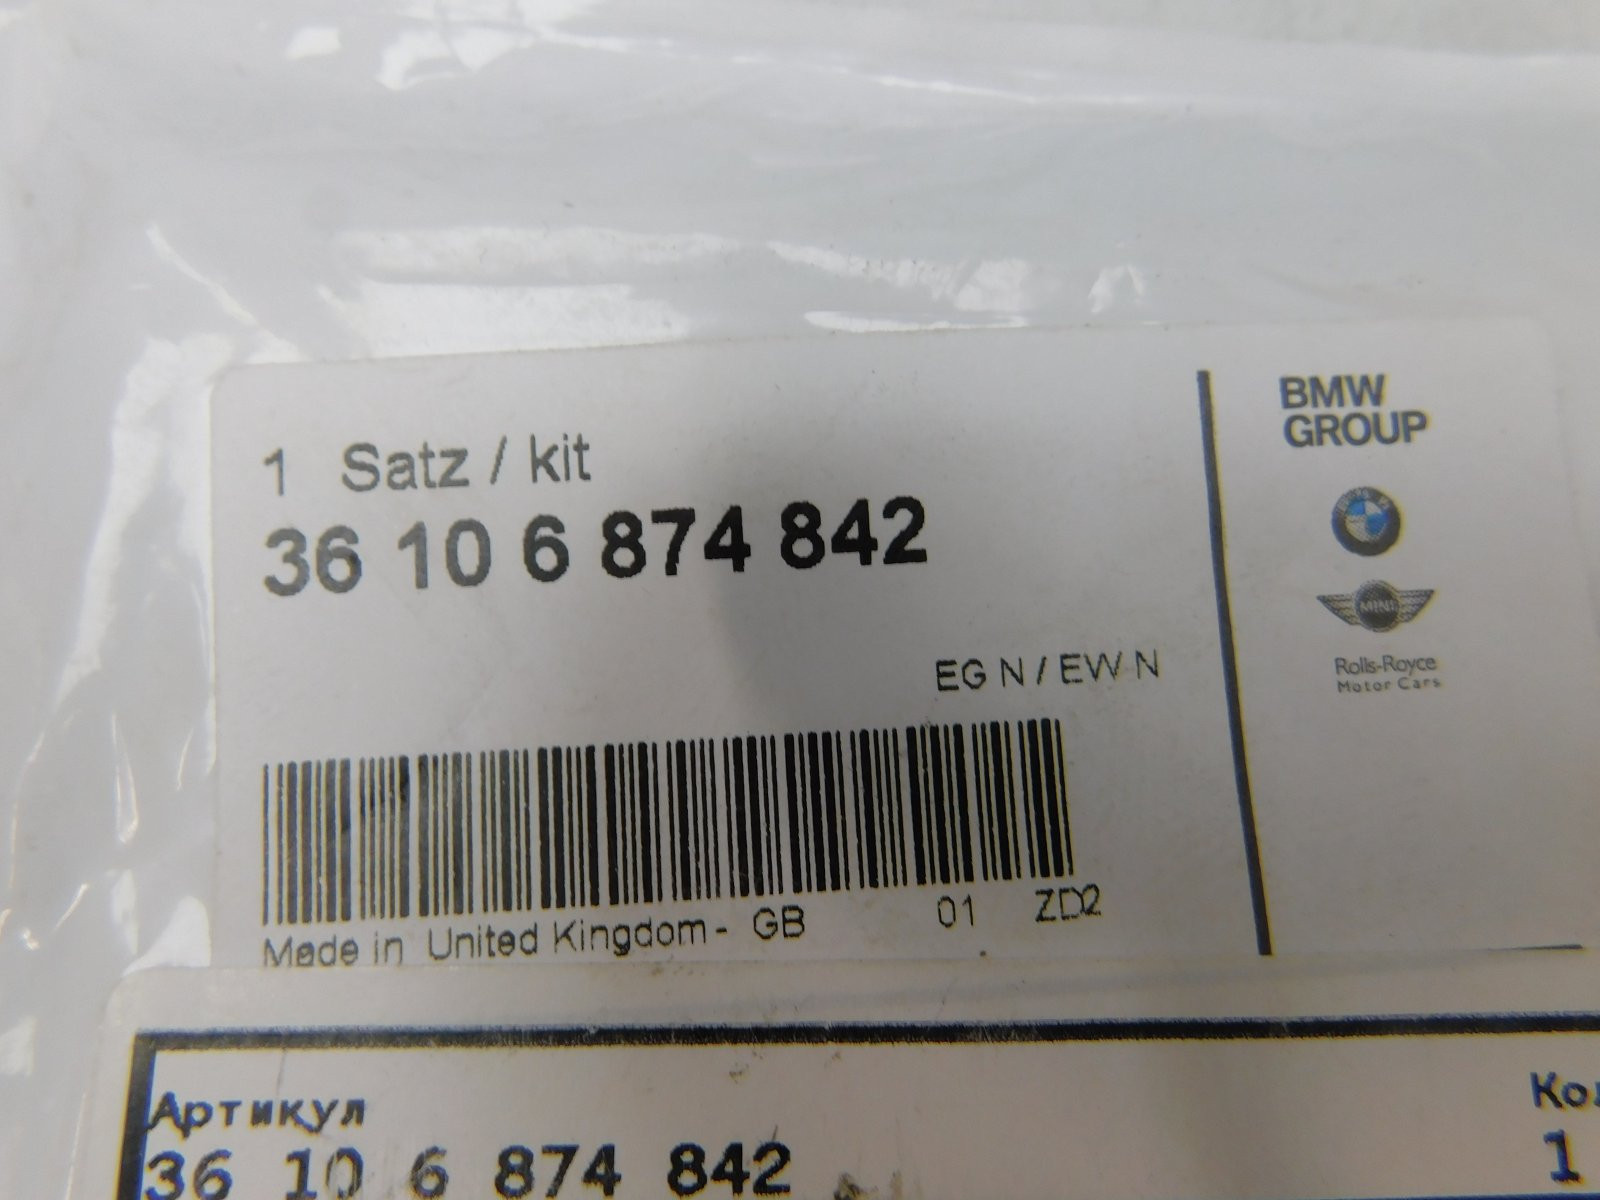 1 Satz / kit
36 10 6 874 842
EG N / EW N
Made in United Kingdom - GB 01 ZD2
BMW
GROUP
MINI
Rolls-Royce
Motor Cars
Артикул
36 10 6 874 842
1